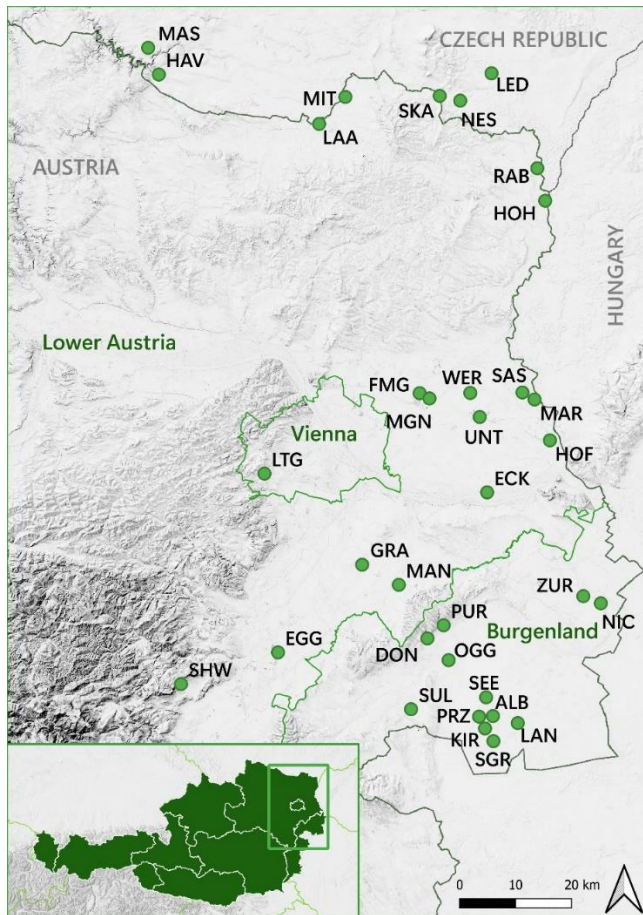 MAS
CZECH REPUBLIC
HAV
LED
MIT
SKA
NES
LAA
AUSTRIA
RAB
HOH
HUNGARY
Lower Austria
FMG
WER
SAS
MGN
MAR
Vienna
UNT
HOF
LTG
ECK
GRA
MAN
ZUR
PUR
NIC
Burgenland
EGG
DON
OGG
SHW
SEE
SUL
ALB
PRZ
LAN
KIR
SGR
0 10 20 km